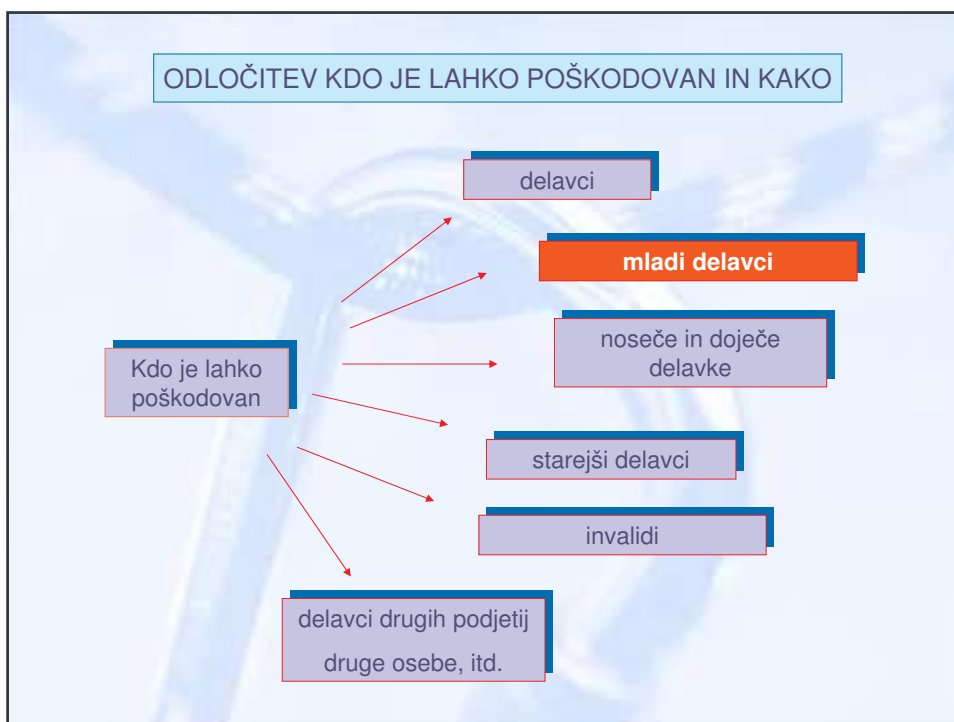 ODLOČITEV KDO JE LAHKO POŠKODOVAN IN KAKO
delavci
mladi delavci
noseče in doječe
delavke
Kdo je lahko
poškodovan
starejši delavci
invalidi
delavci drugih podjetij
druge osebe, itd.